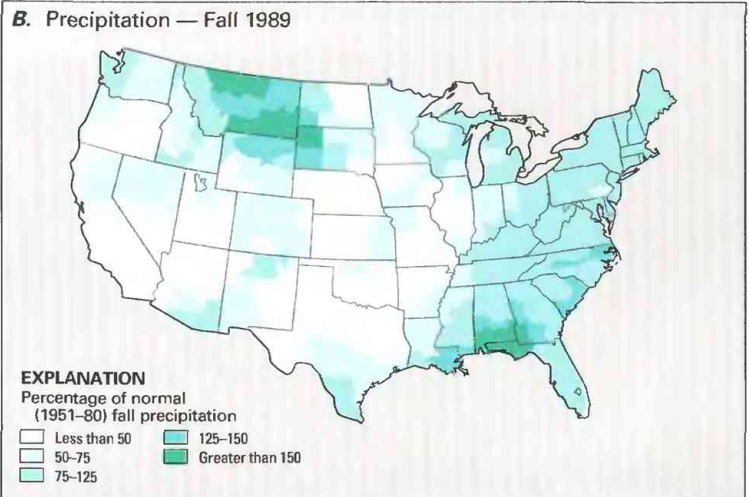 B. Precipitation — Fall 1989
EXPLANATION
Percentage of normal
(1951–80) fall precipitation
Less than 50
50–75
75–125
125–150
Greater than 150